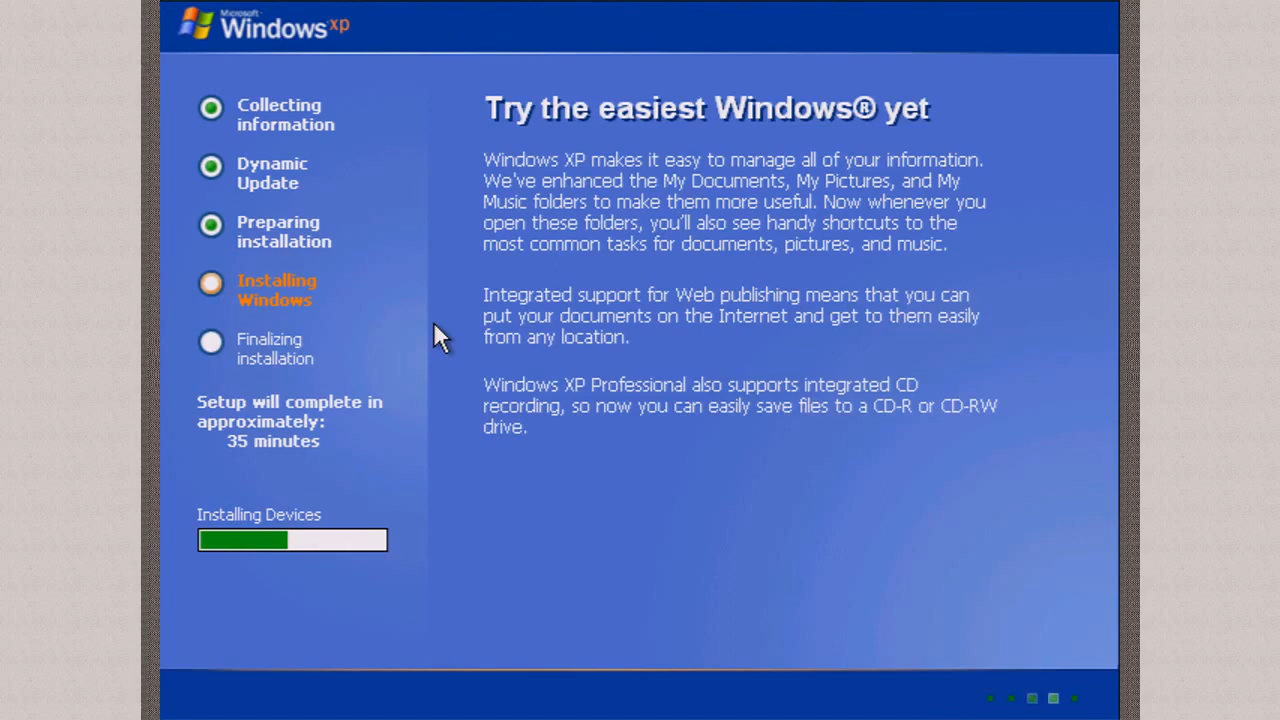 Microsoft
Windows xp
Collecting
information
Dynamic
Update
Preparing
installation
Installing
Windows
Finalizing
installation
Setup will complete in
approximately:
35 minutes
Installing Devices
Try the easiest Windows® yet
Windows XP makes it easy to manage all of your information.
We've enhanced the My Documents, My Pictures, and My
Music folders to make them more useful. Now whenever you
open these folders, you'll also see handy shortcuts to the
most common tasks for documents, pictures, and music.
Integrated support for Web publishing means that you can
put your documents on the Internet and get to them easily
from any location.
Windows XP Professional also supports integrated CD
recording, so now you can easily save files to a CD-R or CD-RW
drive.